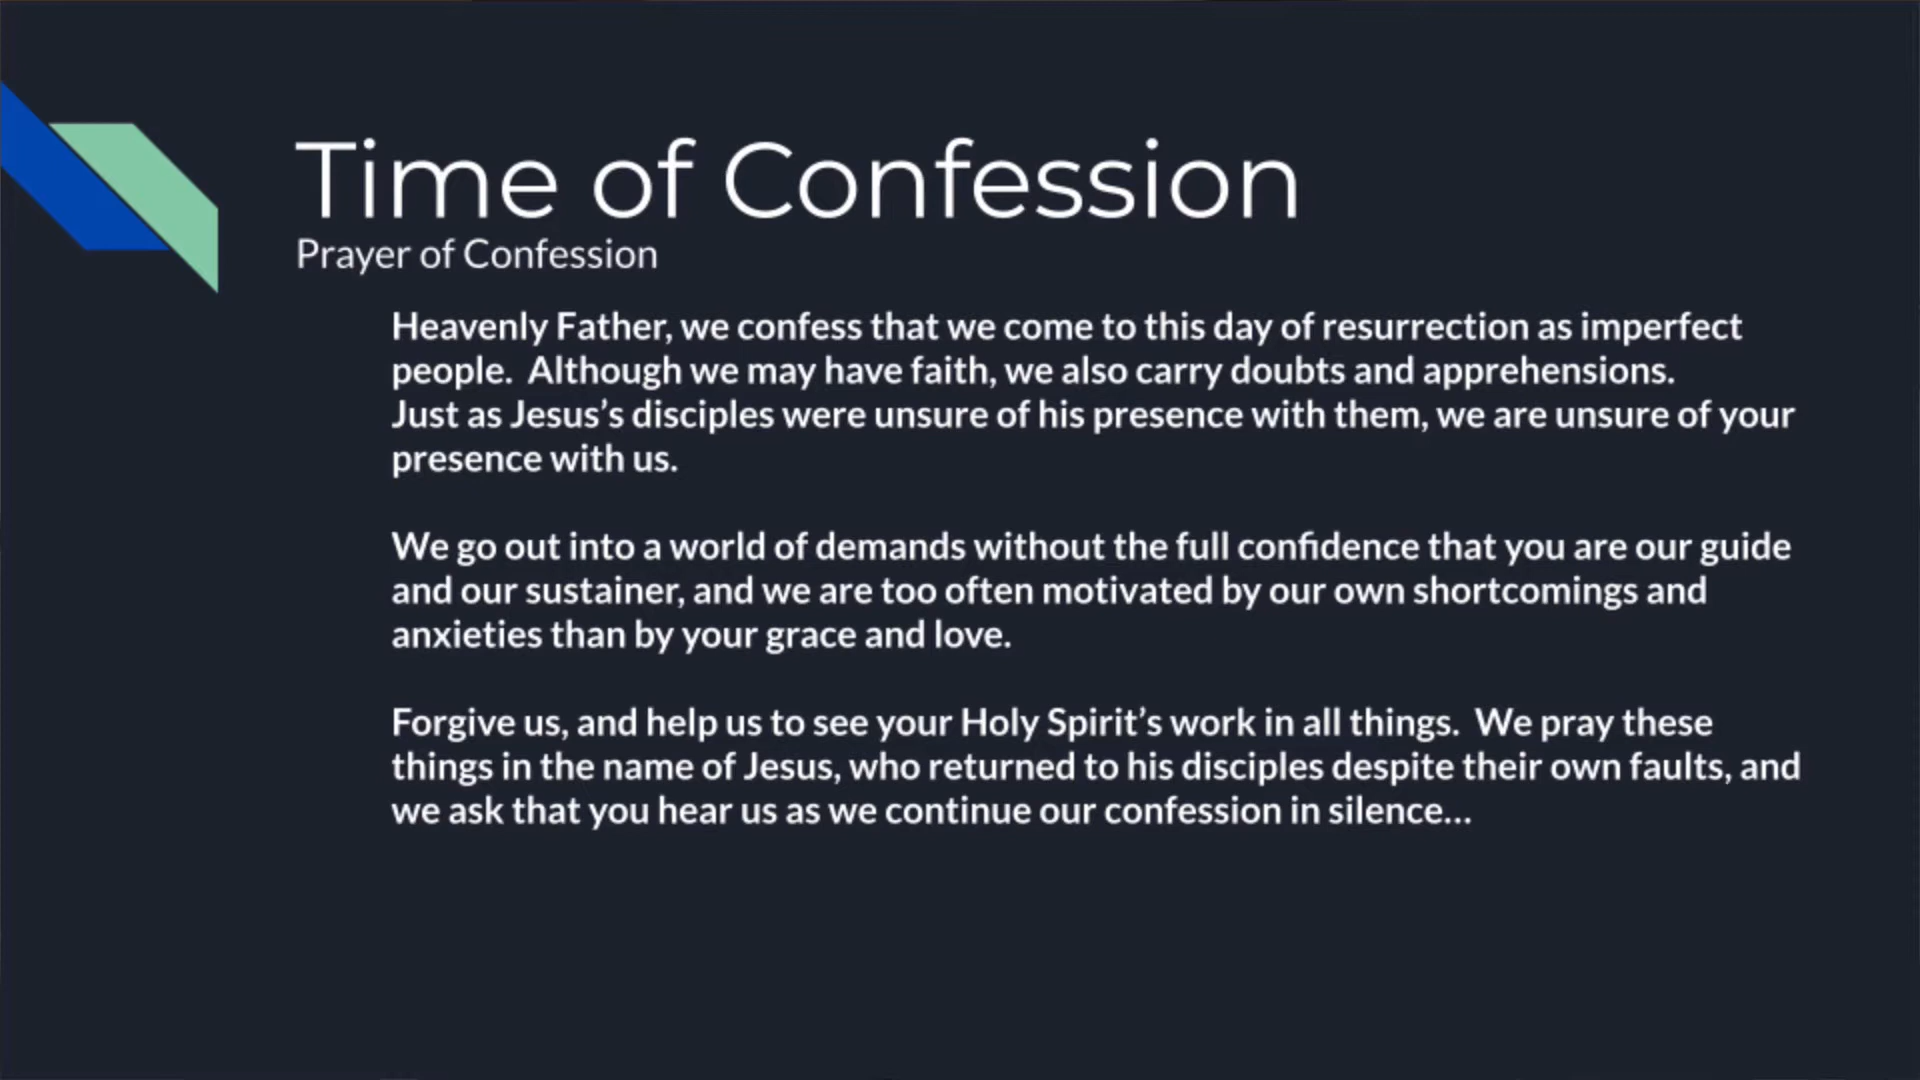 Time of Confession
Prayer of Confession
Heavenly Father, we confess that we come to this day of resurrection as imperfect
people.  Although we may have faith, we also carry doubts and apprehensions.
Just as Jesus’s disciples were unsure of his presence with them, we are unsure of your
presence with us.
We go out into a world of demands without the full confidence that you are our guide
and our sustainer, and we are too often motivated by our own shortcomings and
anxieties than by your grace and love.
Forgive us, and help us to see your Holy Spirit’s work in all things.  We pray these
things in the name of Jesus, who returned to his disciples despite their own faults, and
we ask that you hear us as we continue our confession in silence...